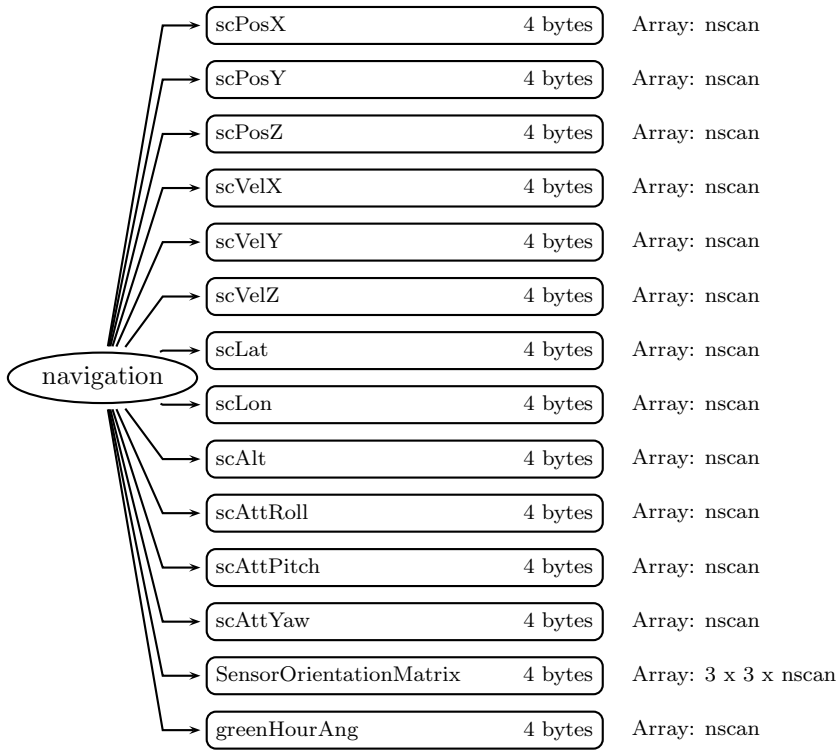 scPosX 4 bytes Array: nscan
scPosY 4 bytes Array: nscan
scPosZ 4 bytes Array: nscan
scVelX 4 bytes Array: nscan
scVelY 4 bytes Array: nscan
scVelZ 4 bytes Array: nscan
scLat 4 bytes Array: nscan
navigation
scLon 4 bytes Array: nscan
scAlt 4 bytes Array: nscan
scAttRoll 4 bytes Array: nscan
scAttPitch 4 bytes Array: nscan
scAttYaw 4 bytes Array: nscan
SensorOrientationMatrix 4 bytes Array: 3 x 3 x nscan
greenHourAng 4 bytes Array: nscan